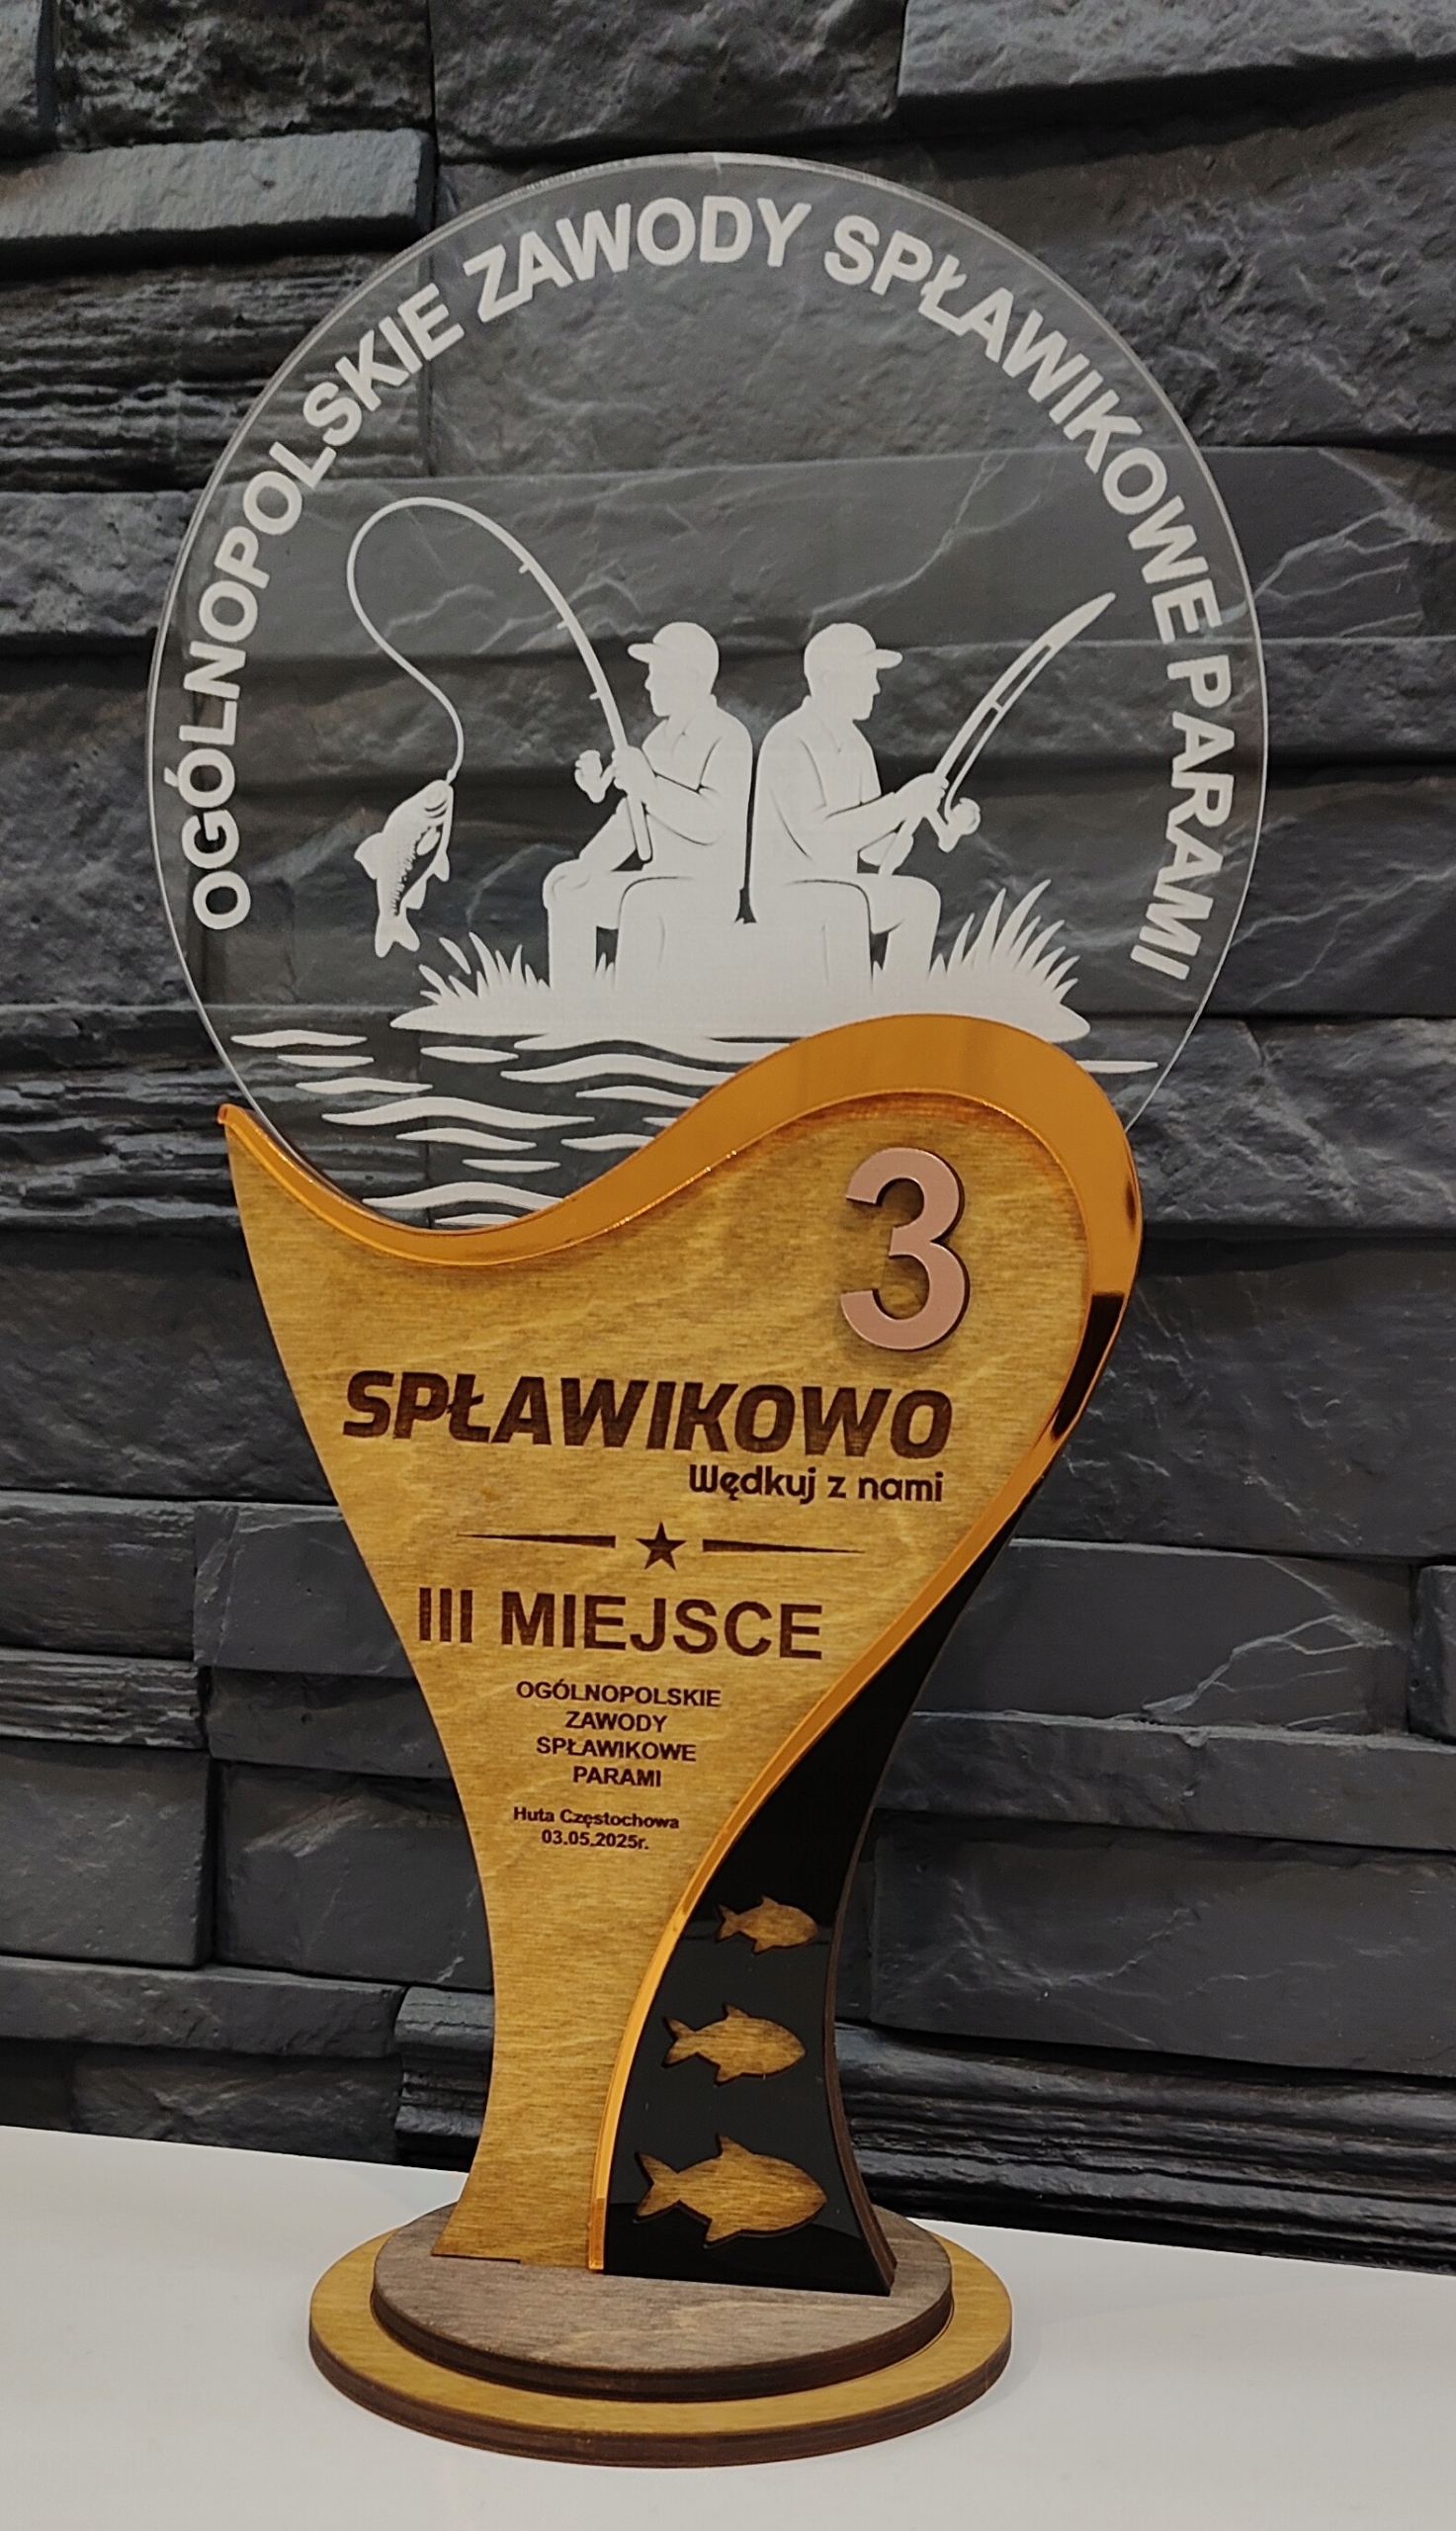 OGÓLNOPOLSKIE ZAWODY SPŁAWIKOWE PARAMI
3
SPŁAWIKOWO
Wędkuj z nami
III MIEJSCE
OGÓLNOPOLSKIE
ZAWODY
SPŁAWIKOWE
PARAMI
Huta Częstochowa
03.05.2025r.